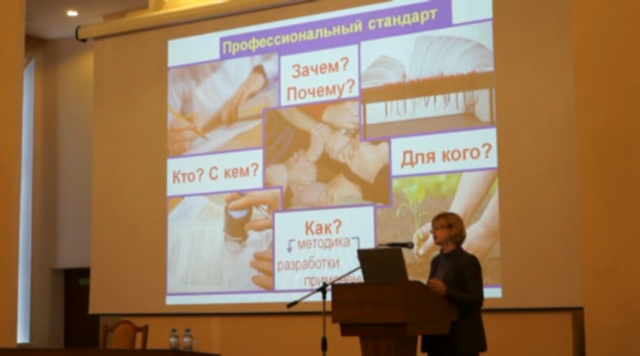 Профессиональный стандарт
Зачем?
Почему?
Кто? С кем?
Для кого?
Как?
методика
разработки